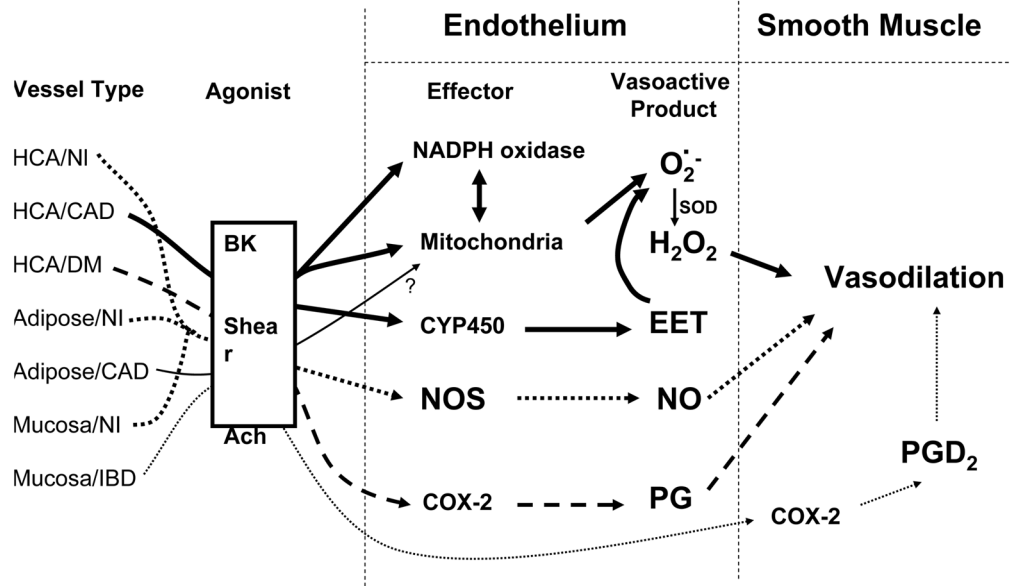 Endothelium
Smooth Muscle
Vessel Type
Agonist
Effector
Vasoactive
Product
HCA/NI
HCA/CAD
HCA/DM
Adipose/NI
Adipose/CAD
Mucosa/NI
Mucosa/IBD
BK
Shea
r
Ach
NADPH oxidase
Mitochondria
?
CYP450
NOS
COX-2
O₂·-
SOD
H₂O₂
EET
NO
PG
Vasodilation
PGD₂
COX-2